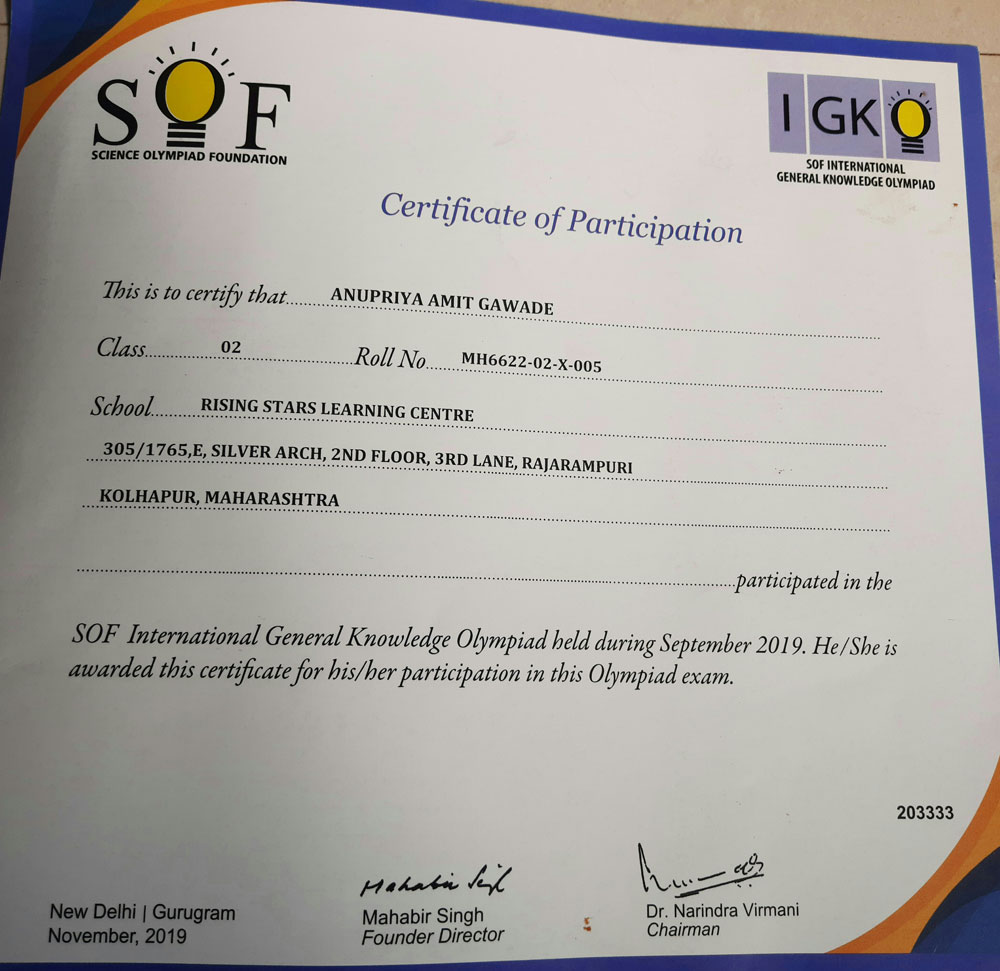 SOF
SCIENCE OLYMPIAD FOUNDATION
IGKO
SOF INTERNATIONAL
GENERAL KNOWLEDGE OLYMPIAD
Certificate of Participation
This is to certify that ANUPRIYA AMIT GAWADE
Class 02 Roll No MH6622-02-X-005
School RISING STARS LEARNING CENTRE
305/1765,E, SILVER ARCH, 2ND FLOOR, 3RD LANE, RAJARAMPURI
KOLHAPUR, MAHARASHTRA
participated in the
SOF International General Knowledge Olympiad held during September 2019. He/She is
awarded this certificate for his/her participation in this Olympiad exam.
203333
Mahabir Singh
New Delhi | Gurugram
November, 2019
Mahabir Singh
Founder Director
Dr. Narindra Virmani
Chairman